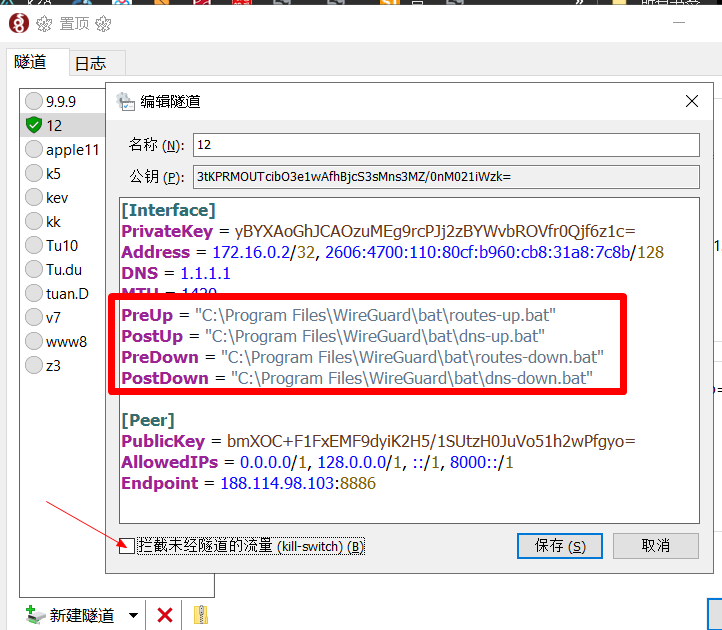 置顶
隧道 日志
9.9.9
12
apple11
k5
kev
kk
Tu10
Tu.du
tuan.D
v7
www8
z3
编辑隧道
名称 (N): 12
公钥 (P): 3tKPRMOUTcibO3e1wAfhBjcS3sMns3MZ/0nM021iWzk=
[Interface]
PrivateKey = yBYXAoGhJCAOzuMEg9rcPJj2zBYWvbROVfr0Qjf6z1c=
Address = 172.16.0.2/32, 2606:4700:110:80cf:b960:cb8:31a8:7c8b/128
DNS = 1.1.1.1
MTU = 1420
PreUp = "C:\Program Files\WireGuard\bat\routes-up.bat"
PostUp = "C:\Program Files\WireGuard\bat\dns-up.bat"
PreDown = "C:\Program Files\WireGuard\bat\routes-down.bat"
PostDown = "C:\Program Files\WireGuard\bat\dns-down.bat"
[Peer]
PublicKey = bmXOC+F1FxEMF9dyiK2H5/1SUtzH0JuVo51h2wPfgyo=
AllowedIPs = 0.0.0.0/1, 128.0.0.0/1, ::/1, 8000::/1
Endpoint = 188.114.98.103:8886
拦截未经隧道的流量 (kill-switch) (B)
保存 (S) 取消
新建隧道